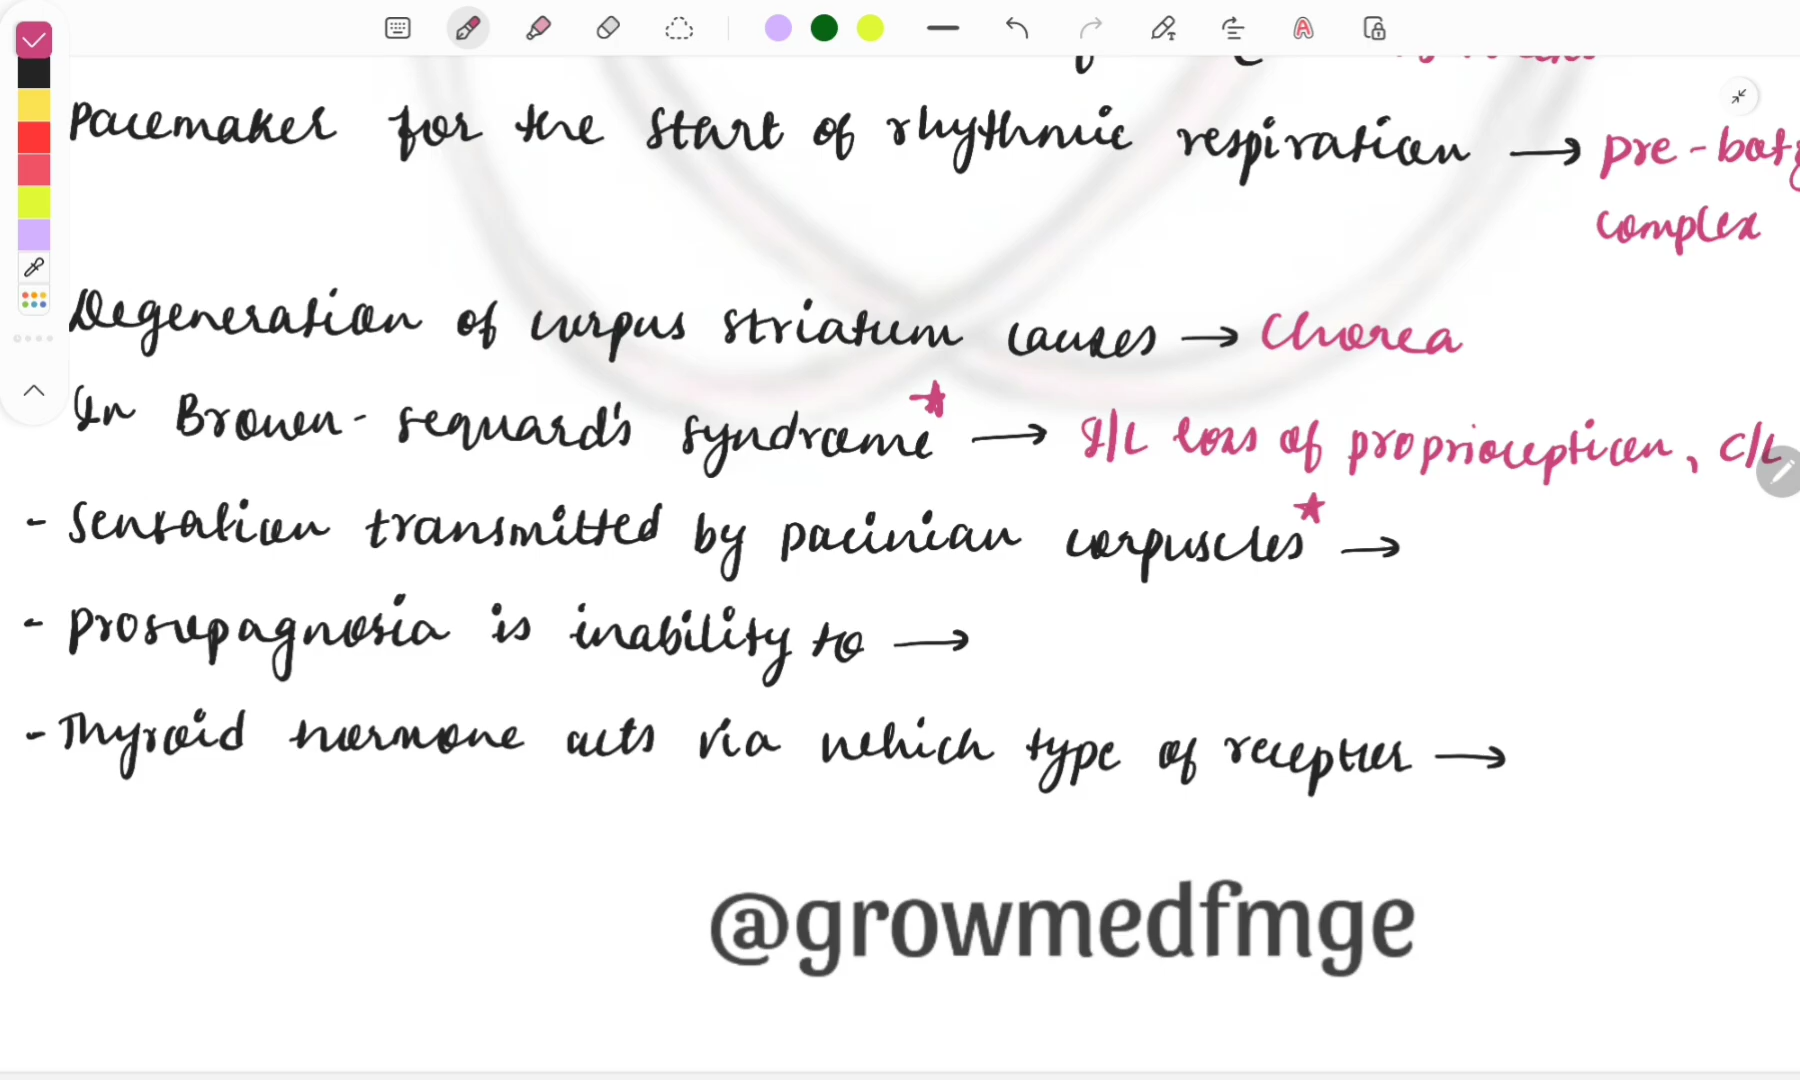 Pacemaker for the start of rhythmic respiration → pre-botz
complex
Degeneration of corpus striatum causes → Chorea
In Brown-sequard's syndrome → I/L loss of proprioception, C/L
- Sensation transmitted by pacinian corpuscles →
- Prosopagnosia is inability to →
- Thyroid hormone acts via which type of receptor →
@growmedfmge